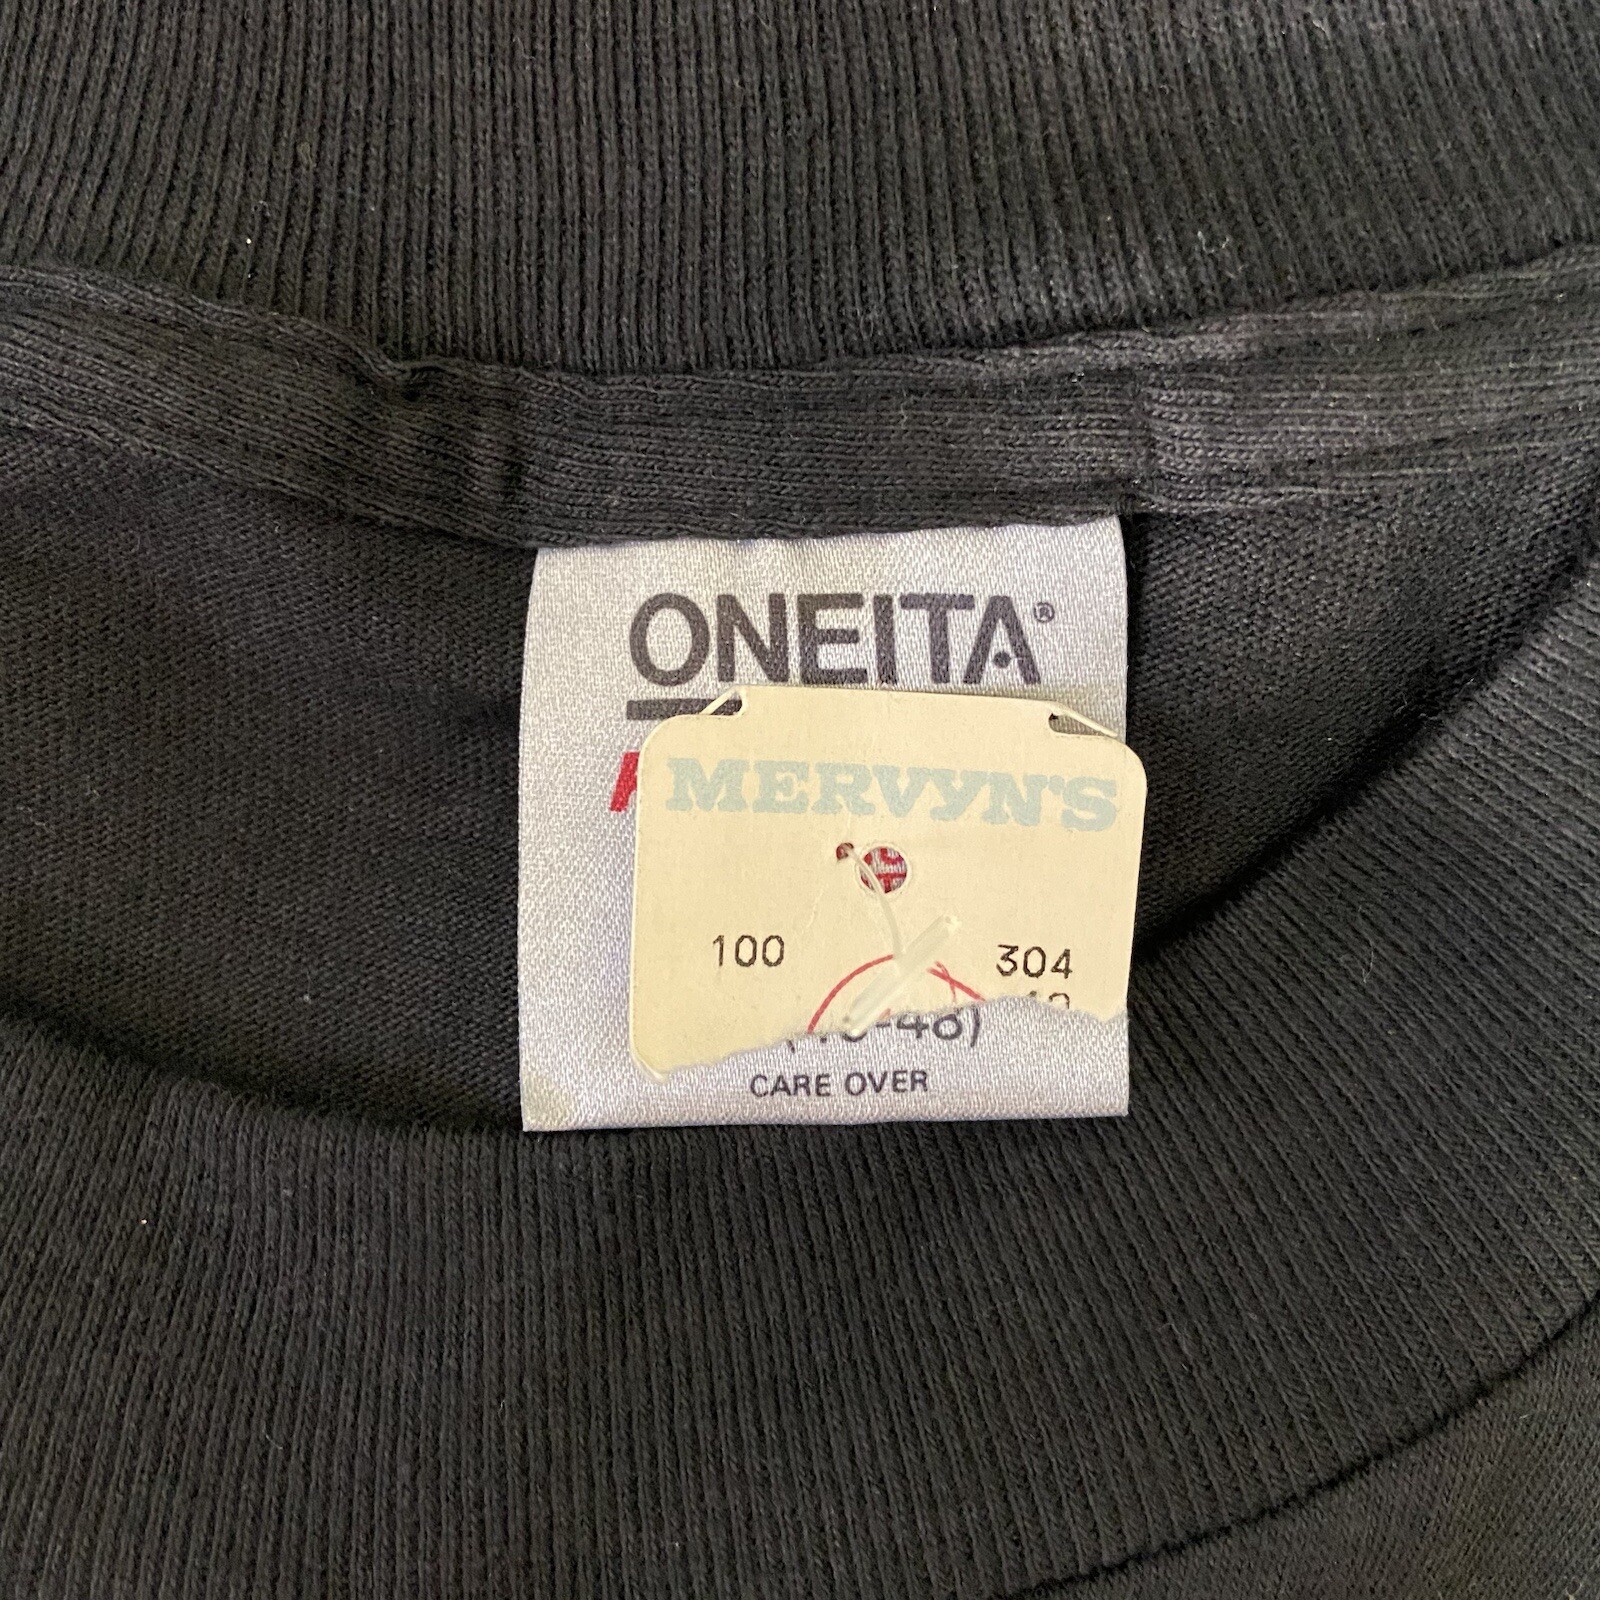 ONEITA®
MERVYN'S
100 304
CARE OVER